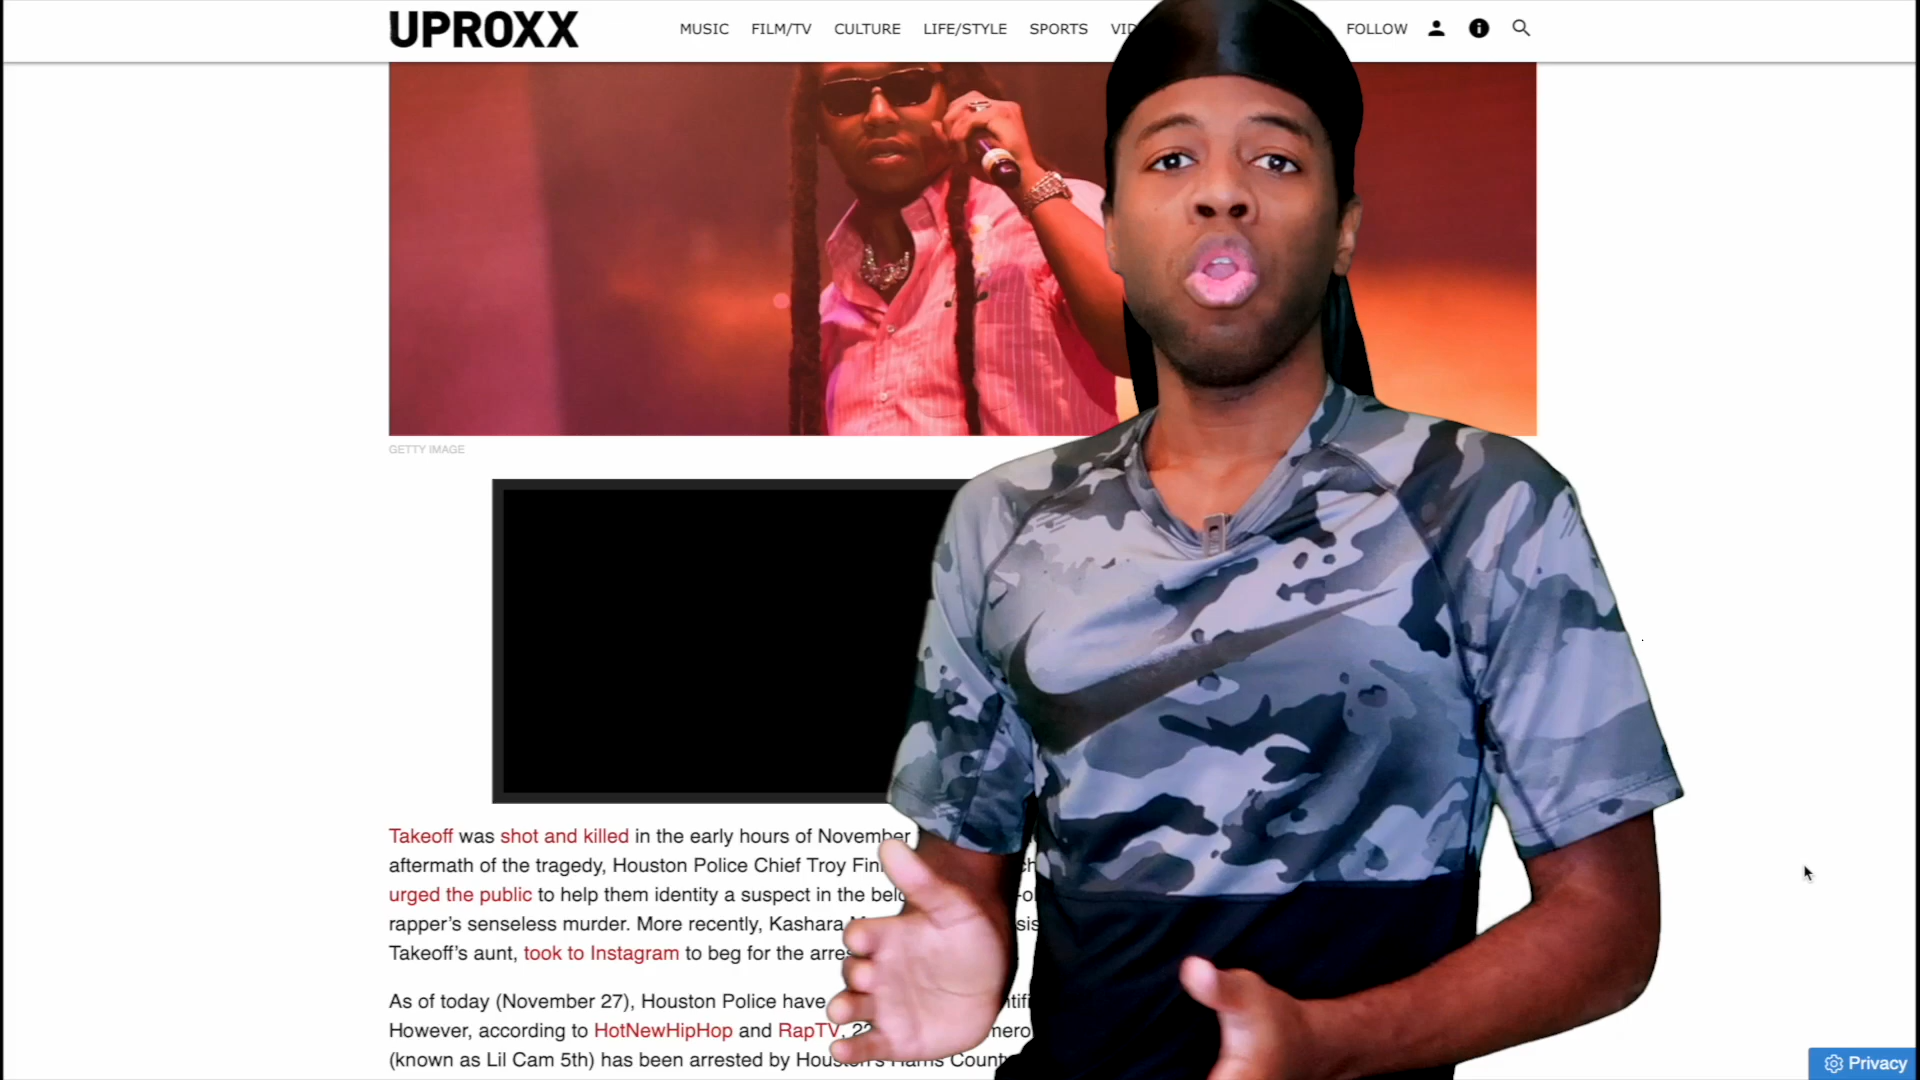 UPROXX
MUSIC FILM/TV CULTURE LIFE/STYLE SPORTS FOLLOW
GETTY IMAGE
Takeoff was shot and killed in the early hours of November
aftermath of the tragedy, Houston Police Chief Troy
urged the public to help them identity a suspect in the
rapper's senseless murder. More recently, Kashara
Takeoff's aunt, took to Instagram to beg for the
As of today (November 27), Houston Police have
However, according to HotNewHipHop and RapTV,
(known as Lil Cam 5th) has been arrested by Houston's Harris
Privacy